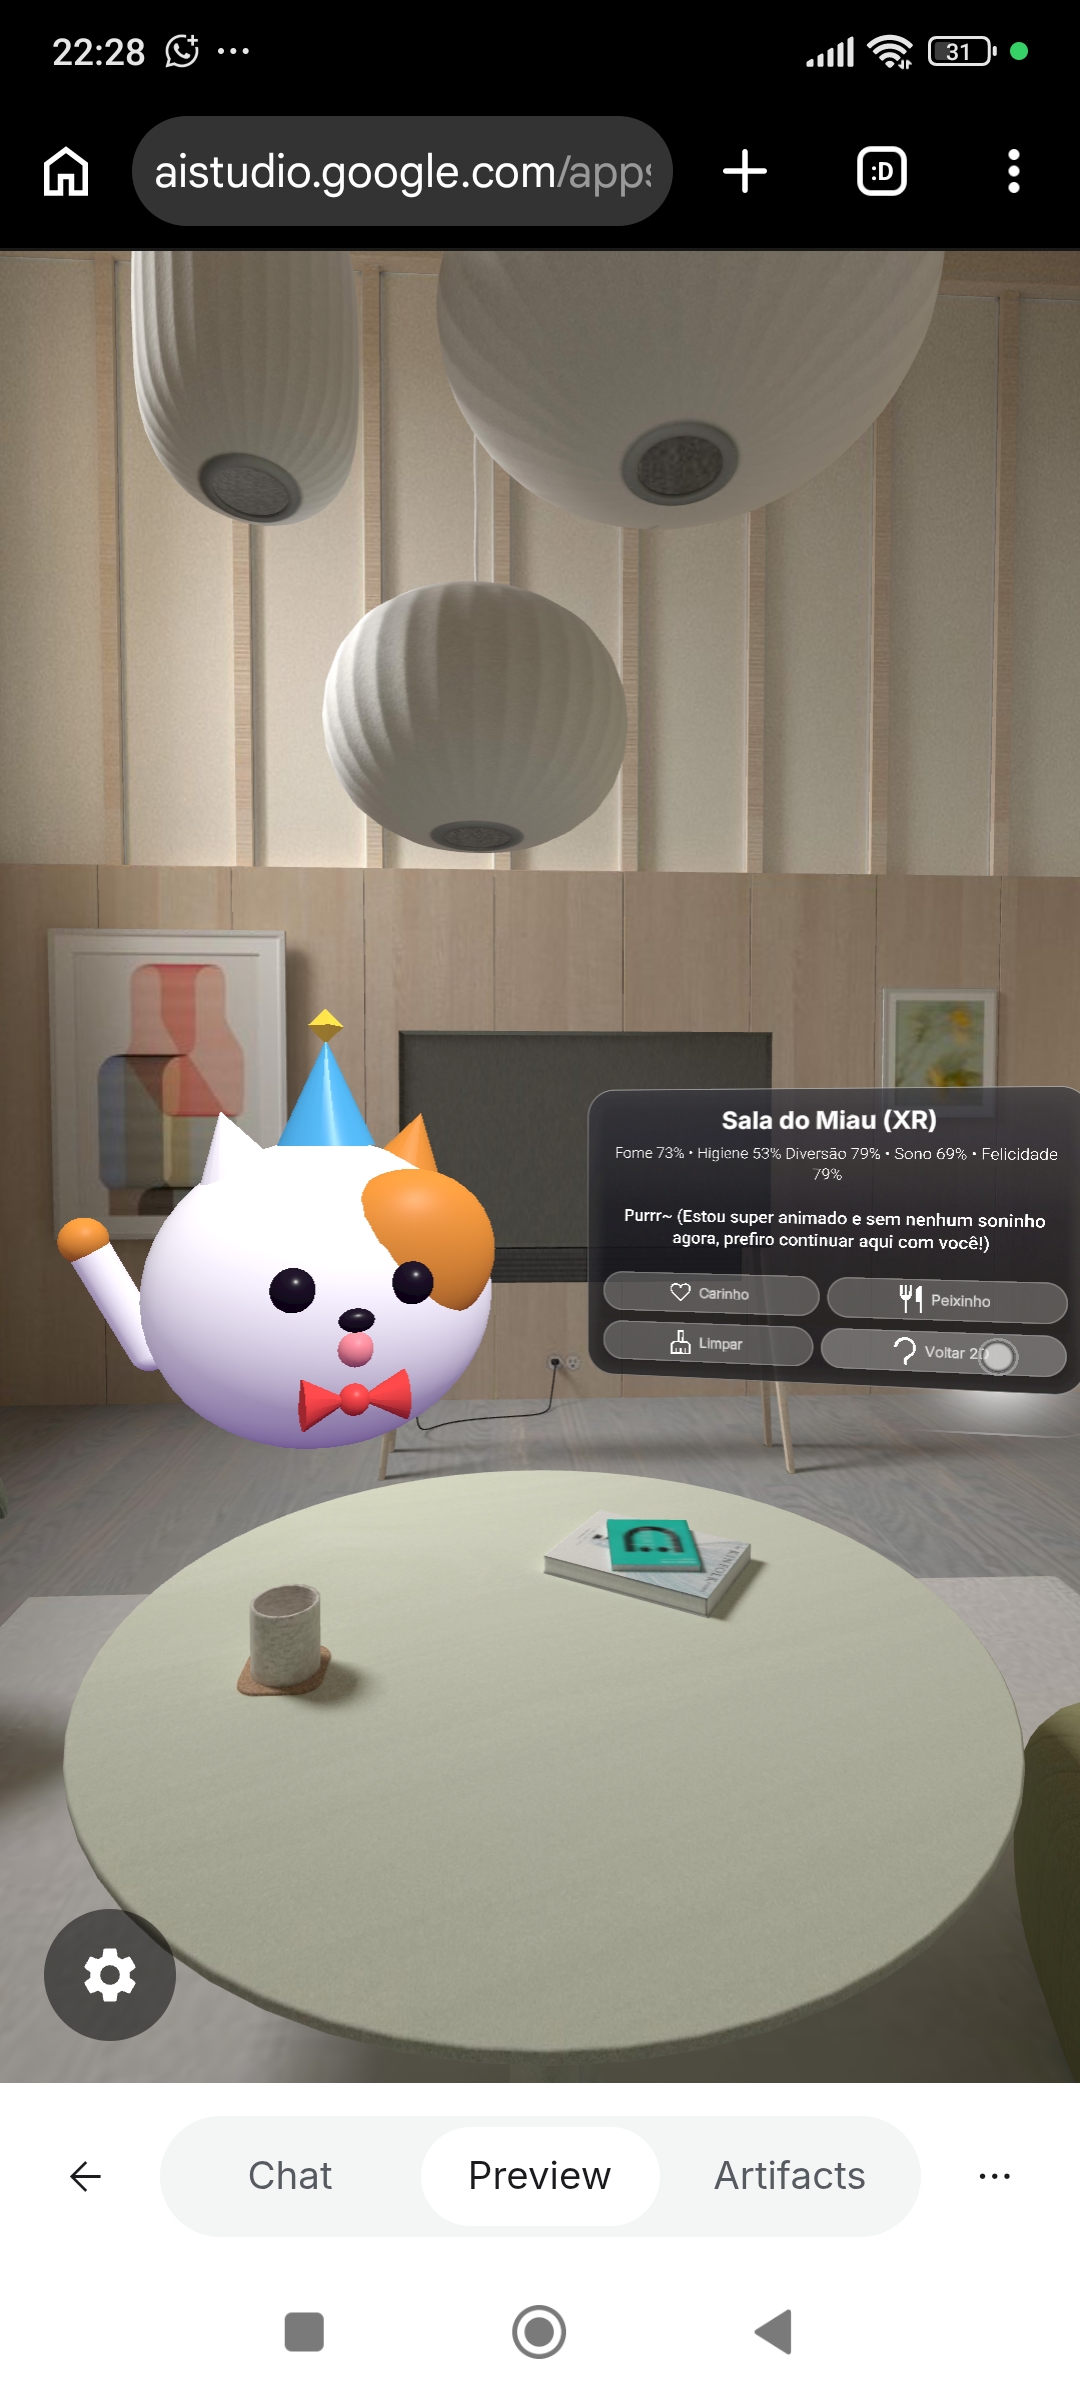 22:28
31
aistudio.google.com/apps
:D
Sala do Miau (XR)
Fome 73% • Higiene 53% Diversão 79% • Sono 69% • Felicidade
79%
Purrr~ (Estou super animado e sem nenhum soninho
agora, prefiro continuar aqui com você!)
Carinho
Peixinho
Limpar
Voltar 2D
KINFOLK
Chat
Preview
Artifacts